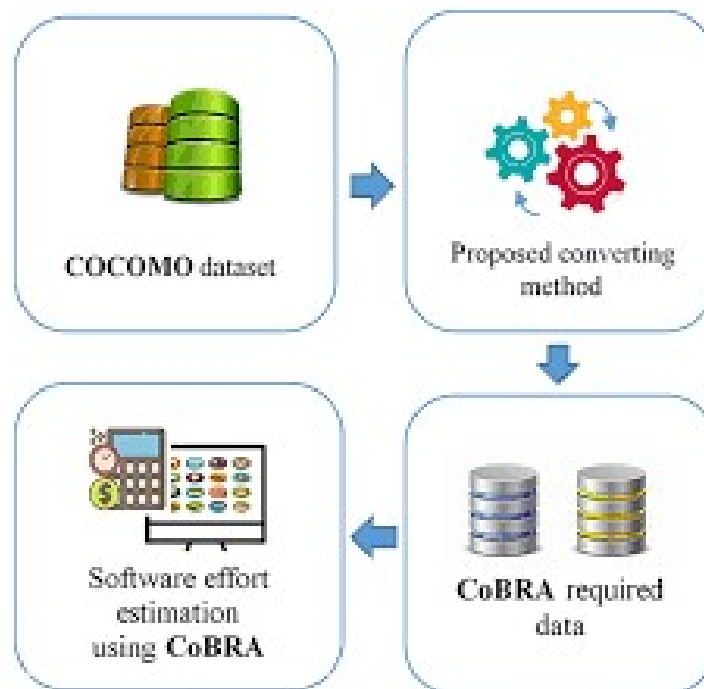 COCOMO dataset
Proposed converting
method
CoBRA required
data
Software effort
estimation
using CoBRA